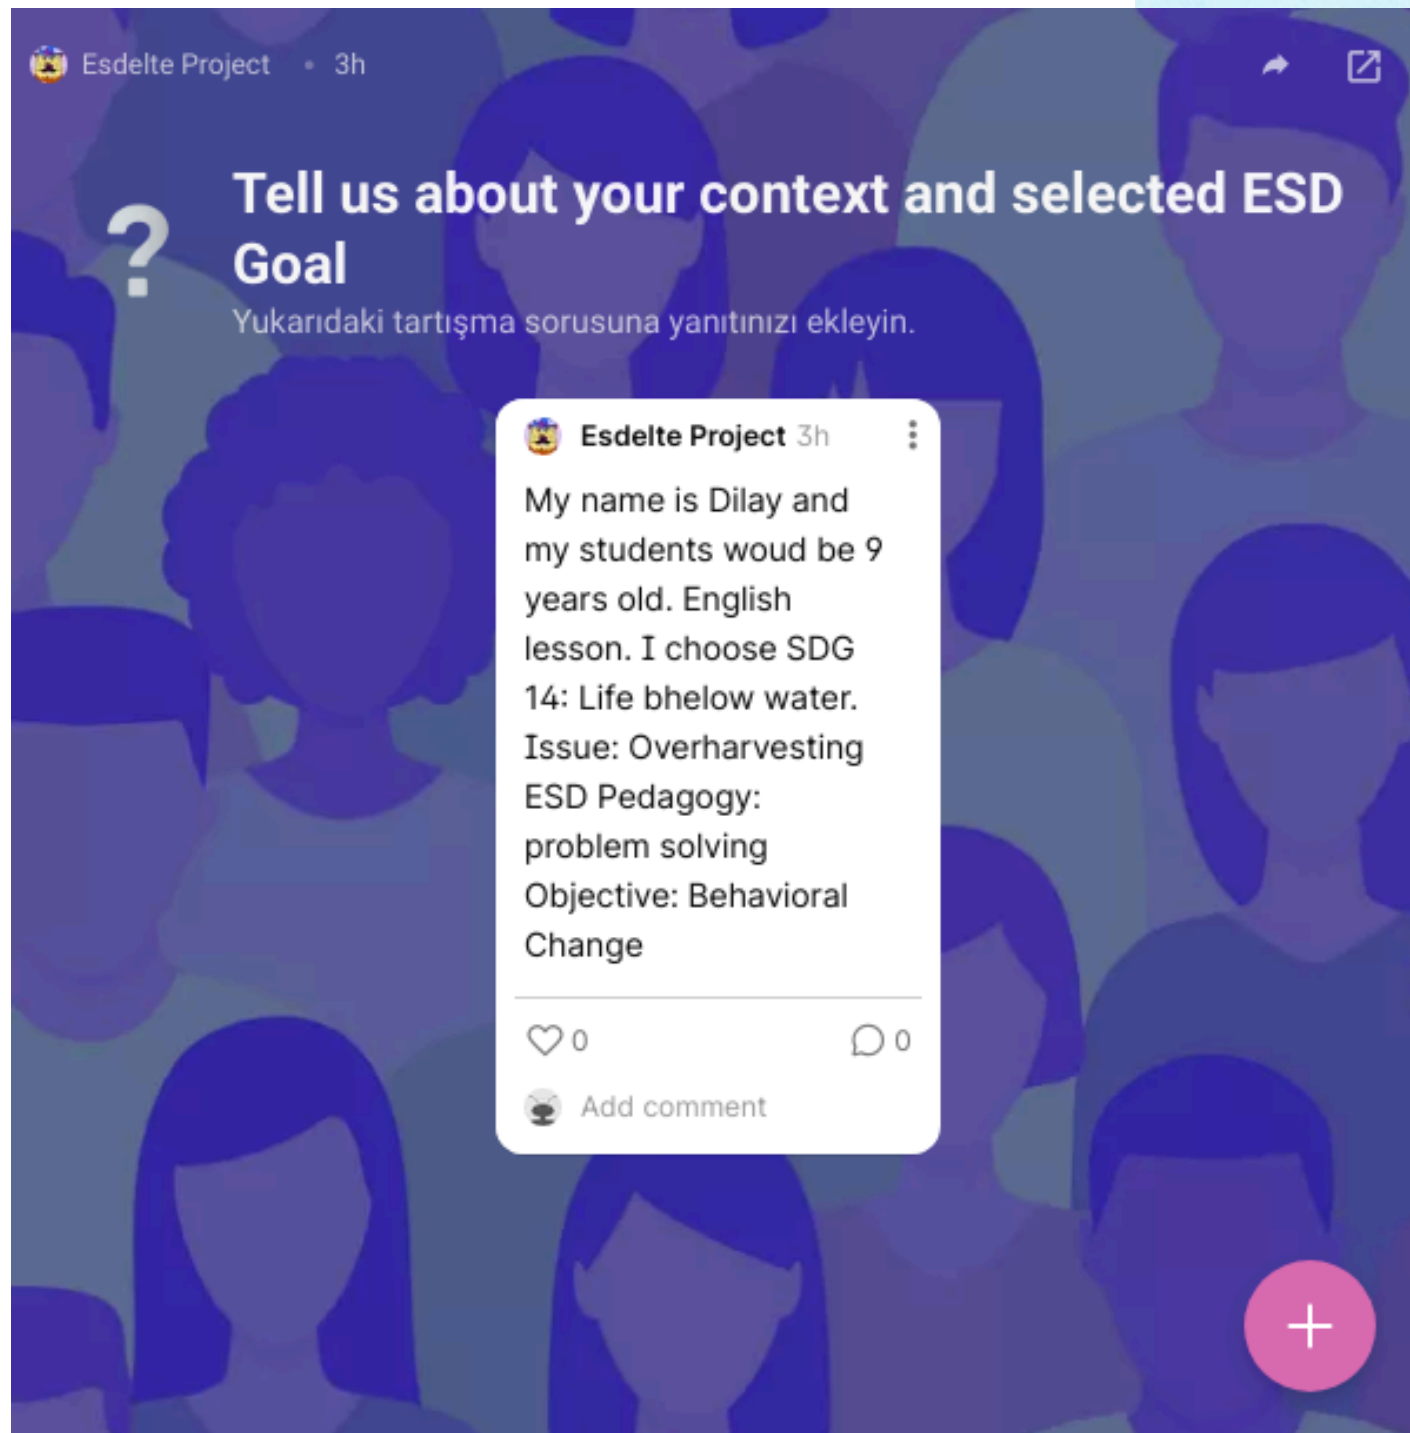 Esdelte Project • 3h
? Tell us about your context and selected ESD
Goal
Yukarıdaki tartışma sorusuna yanıtınızı ekleyin.
Esdelte Project 3h
My name is Dilay and
my students woud be 9
years old. English
lesson. I choose SDG
14: Life bhelow water.
Issue: Overharvesting
ESD Pedagogy:
problem solving
Objective: Behavioral
Change
0 0
Add comment